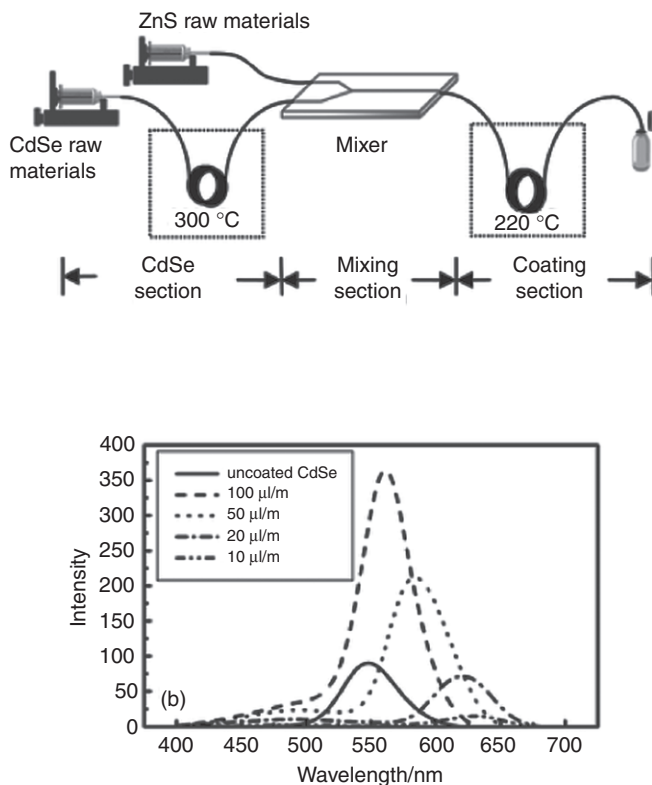 ZnS raw materials
CdSe raw
materials
Mixer
300 °C
220 °C
CdSe
section
Mixing
section
Coating
section
400
350
300
250
200
150
100
50
0
Intensity
uncoated CdSe
100 µl/m
50 µl/m
20 µl/m
10 µl/m
(b)
400 450 500 550 600 650 700
Wavelength/nm